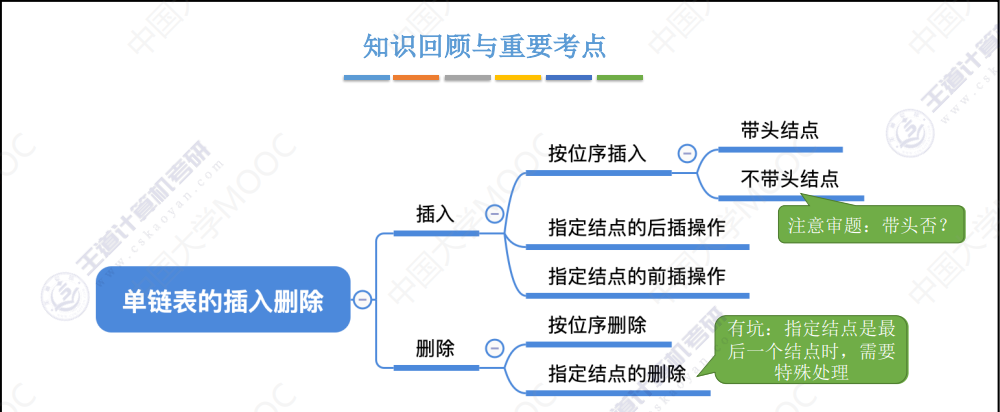 知识回顾与重要考点
带头结点
按位序插入
不带头结点
插入
注意审题：带头否？
指定结点的后插操作
指定结点的前插操作
单链表的插入删除
按位序删除
有坑：指定结点是最
后一个结点时，需要
特殊处理
删除
指定结点的删除
中国大学MOOC
王道计算机考研
www.cskaoyan.com